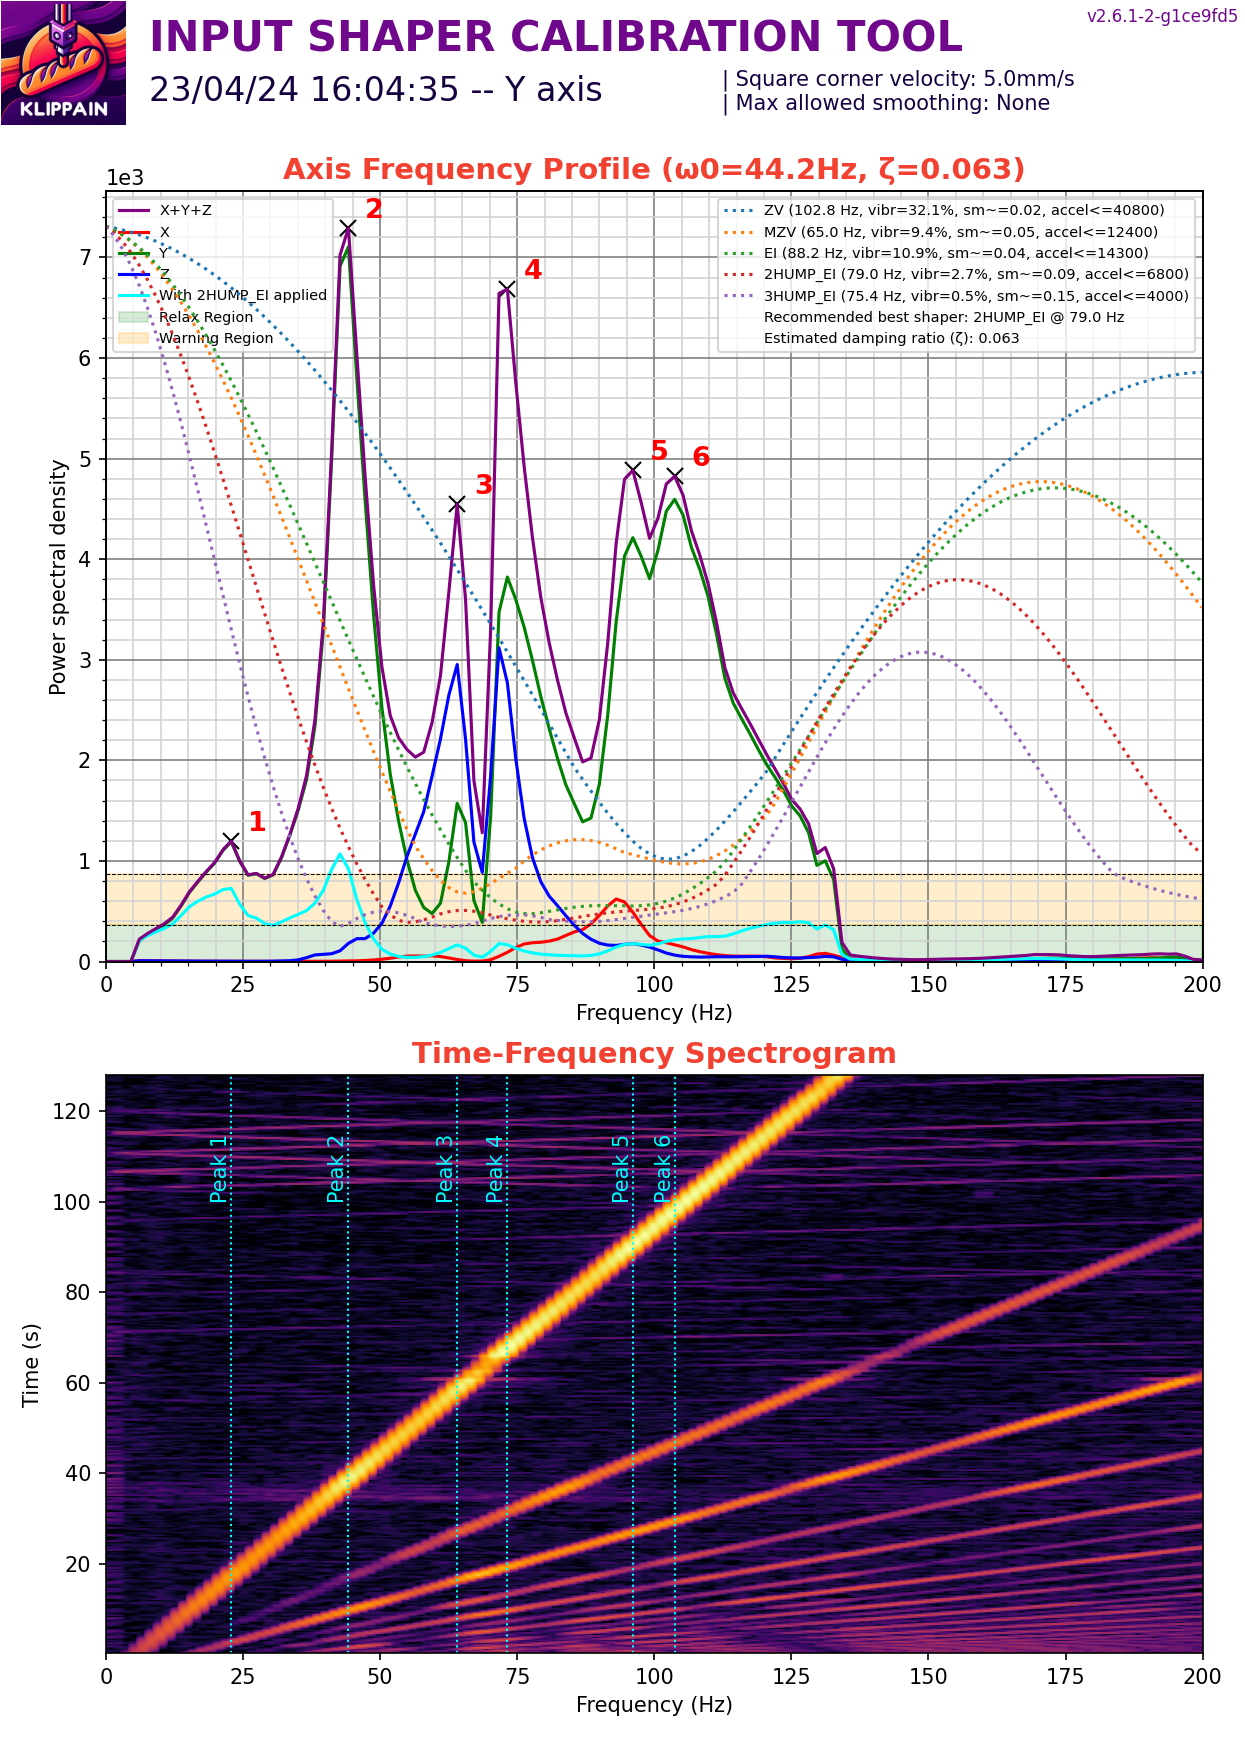 v2.6.1-2-g1ce9fd5
INPUT SHAPER CALIBRATION TOOL
23/04/24 16:04:35 -- Y axis
| Square corner velocity: 5.0mm/s
| Max allowed smoothing: None
KLIPPAIN
Axis Frequency Profile (ω0=44.2Hz, ζ=0.063)
1e3
X+Y+Z
X
Y
Z
With 2HUMP_EI applied
Relax Region
Warning Region
ZV (102.8 Hz, vibr=32.1%, sm~=0.02, accel<=40800)
MZV (65.0 Hz, vibr=9.4%, sm~=0.05, accel<=12400)
EI (88.2 Hz, vibr=10.9%, sm~=0.04, accel<=14300)
2HUMP_EI (79.0 Hz, vibr=2.7%, sm~=0.09, accel<=6800)
3HUMP_EI (75.4 Hz, vibr=0.5%, sm~=0.15, accel<=4000)
Recommended best shaper: 2HUMP_EI @ 79.0 Hz
Estimated damping ratio (ζ): 0.063
1
2
3
4
5
6
7
6
5
4
3
2
1
0
Power spectral density
0 25 50 75 100 125 150 175 200
Frequency (Hz)
Time-Frequency Spectrogram
Peak 1
Peak 2
Peak 3
Peak 4
Peak 5
Peak 6
120
100
80
60
40
20
Time (s)
0 25 50 75 100 125 150 175 200
Frequency (Hz)